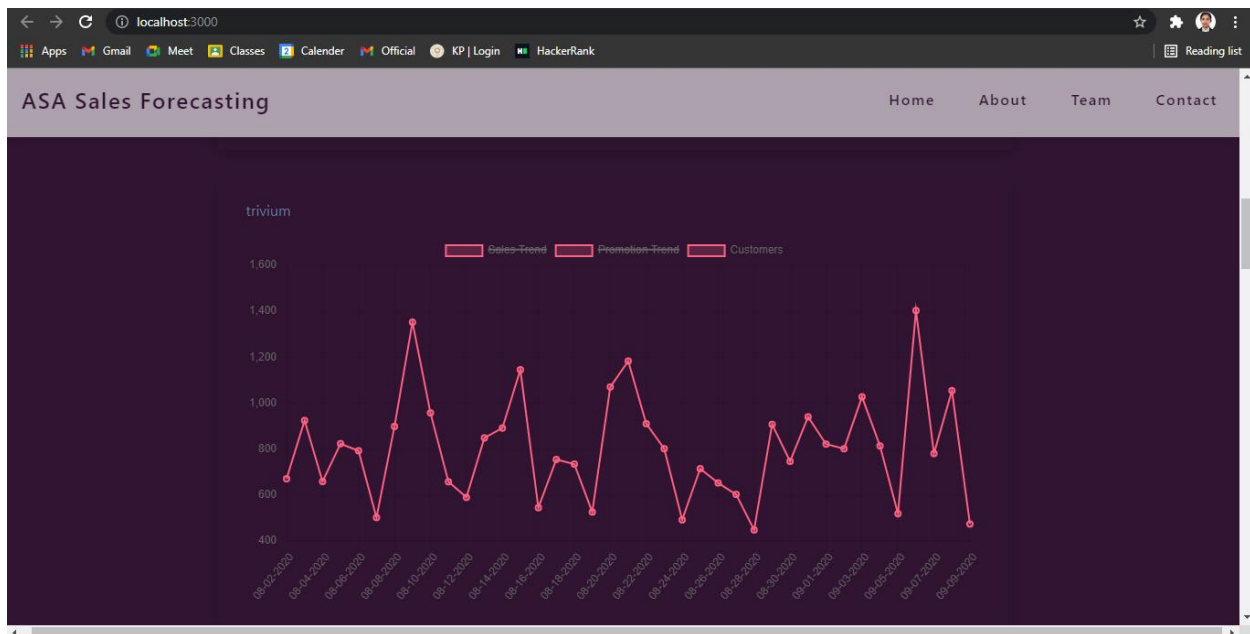 localhost:3000
Apps Gmail Meet Classes 2 Calender Official KP | Login HackerRank Reading list
ASA Sales Forecasting Home About Team Contact
trivium
Sales Trend Promotion Trend Customers
1,600
1,400
1,200
1,000
800
600
400
08-02-2020 08-04-2020 08-06-2020 08-08-2020 08-10-2020 08-12-2020 08-14-2020 08-16-2020 08-18-2020 08-20-2020 08-22-2020 08-24-2020 08-26-2020 08-28-2020 08-30-2020 09-01-2020 09-03-2020 09-05-2020 09-07-2020 09-09-2020